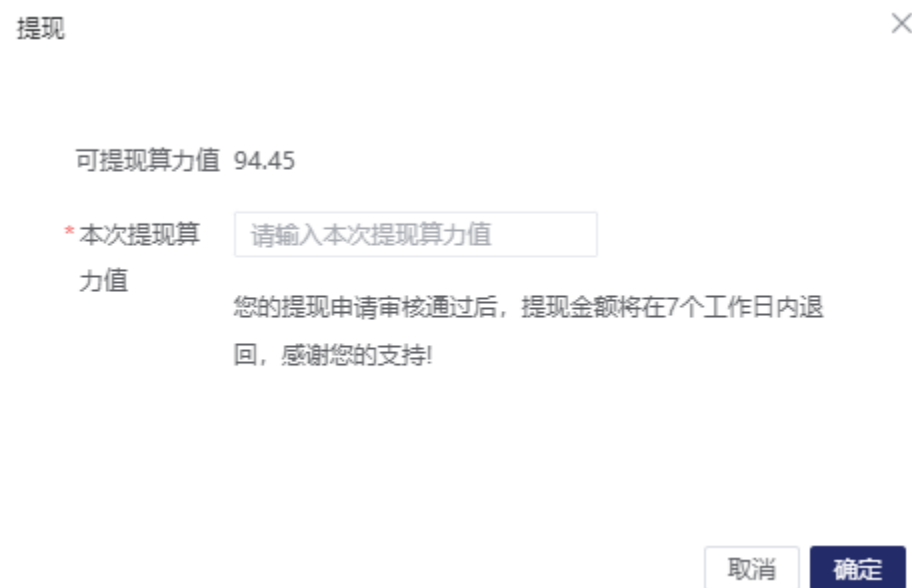 提现
可提现算力值 94.45
*本次提现算 请输入本次提现算力值
力值
您的提现申请审核通过后，提现金额将在7个工作日内退
回，感谢您的支持!
取消 确定